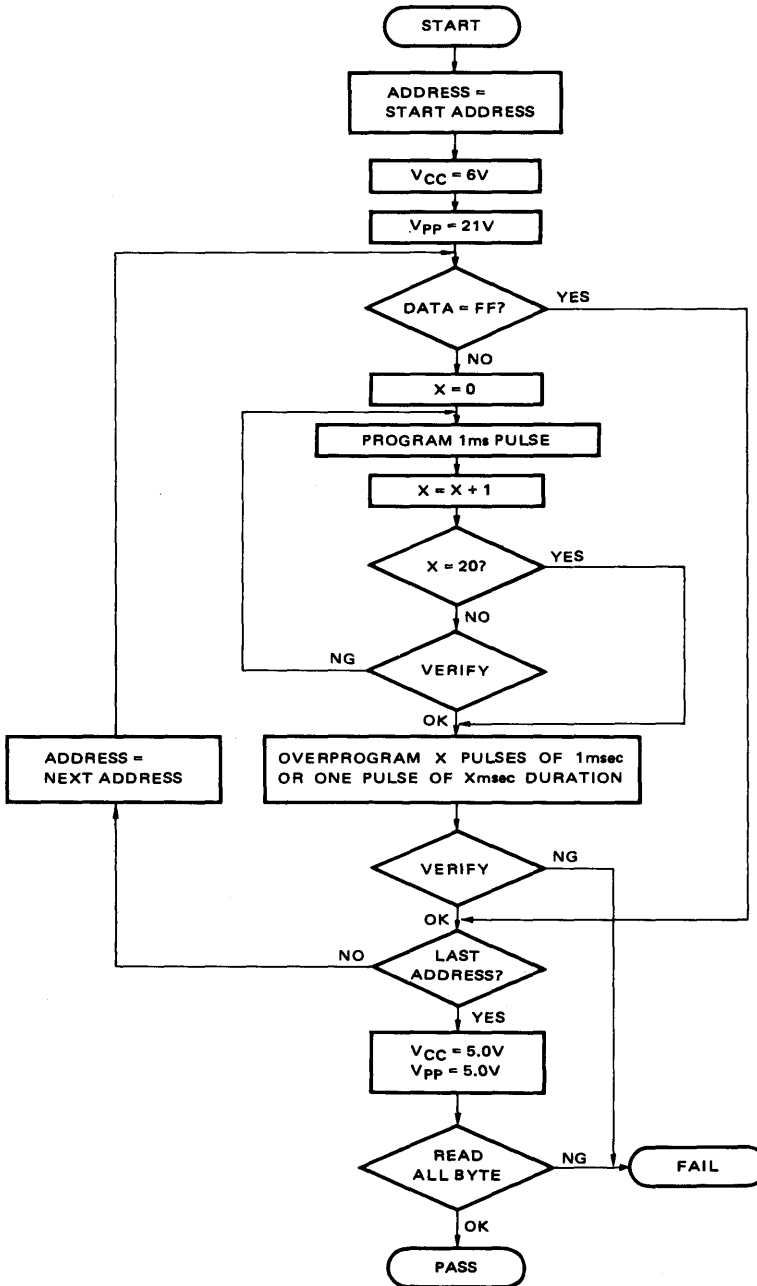 START
ADDRESS =
START ADDRESS
VCC = 6V
VPP = 21V
DATA = FF?
YES
NO
X = 0
PROGRAM 1ms PULSE
X = X + 1
X = 20?
YES
NO
NG
VERIFY
OK
ADDRESS =
NEXT ADDRESS
OVERPROGRAM X PULSES OF 1msec
OR ONE PULSE OF Xmsec DURATION
VERIFY
NG
OK
NO
LAST
ADDRESS?
YES
VCC = 5.0V
VPP = 5.0V
READ
ALL BYTE
NG
FAIL
OK
PASS